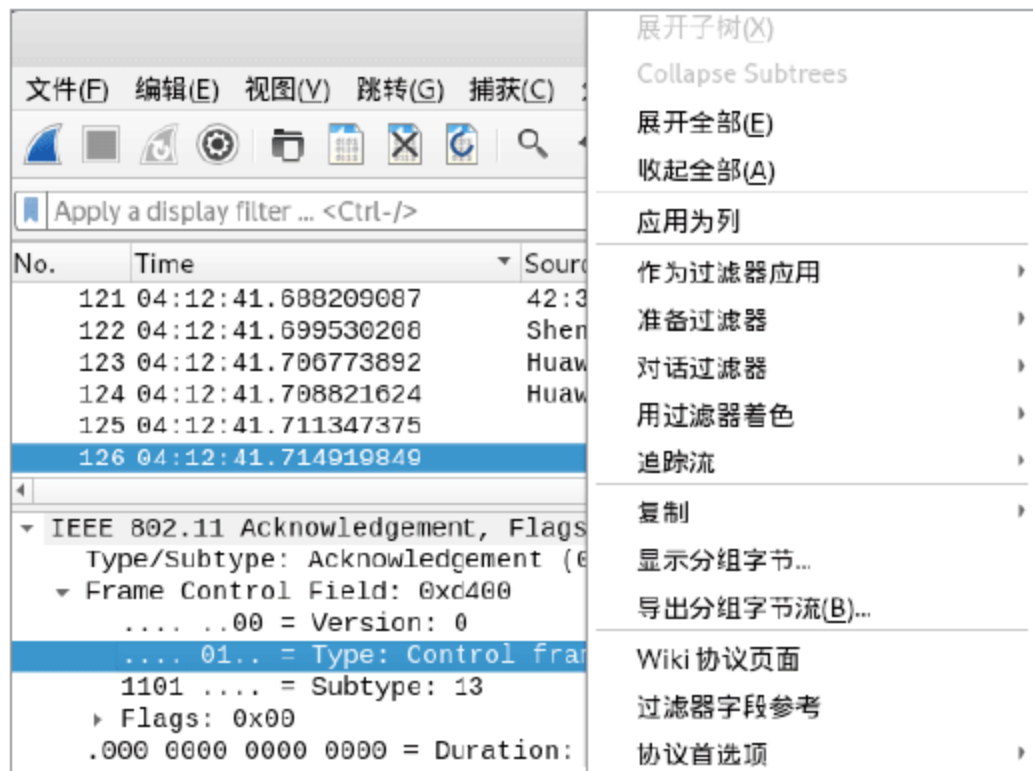 文件(F) 编辑(E) 视图(V) 跳转(G) 捕获(C)
Apply a display filter ... <Ctrl-/>
No. Time Sourc
121 04:12:41.688209087 42:3
122 04:12:41.699530208 Shen
123 04:12:41.706773892 Huaw
124 04:12:41.708821624 Huaw
125 04:12:41.711347375
126 04:12:41.714919849
IEEE 802.11 Acknowledgement, Flags
Type/Subtype: Acknowledgement (0
Frame Control Field: 0xd400
.... ..00 = Version: 0
.... 01.. = Type: Control fra
1101 .... = Subtype: 13
Flags: 0x00
.000 0000 0000 0000 = Duration:
展开子树(X)
Collapse Subtrees
展开全部(E)
收起全部(A)
应用为列
作为过滤器应用
准备过滤器
对话过滤器
用过滤器着色
追踪流
复制
显示分组字节...
导出分组字节流(B)...
Wiki 协议页面
过滤器字段参考
协议首选项